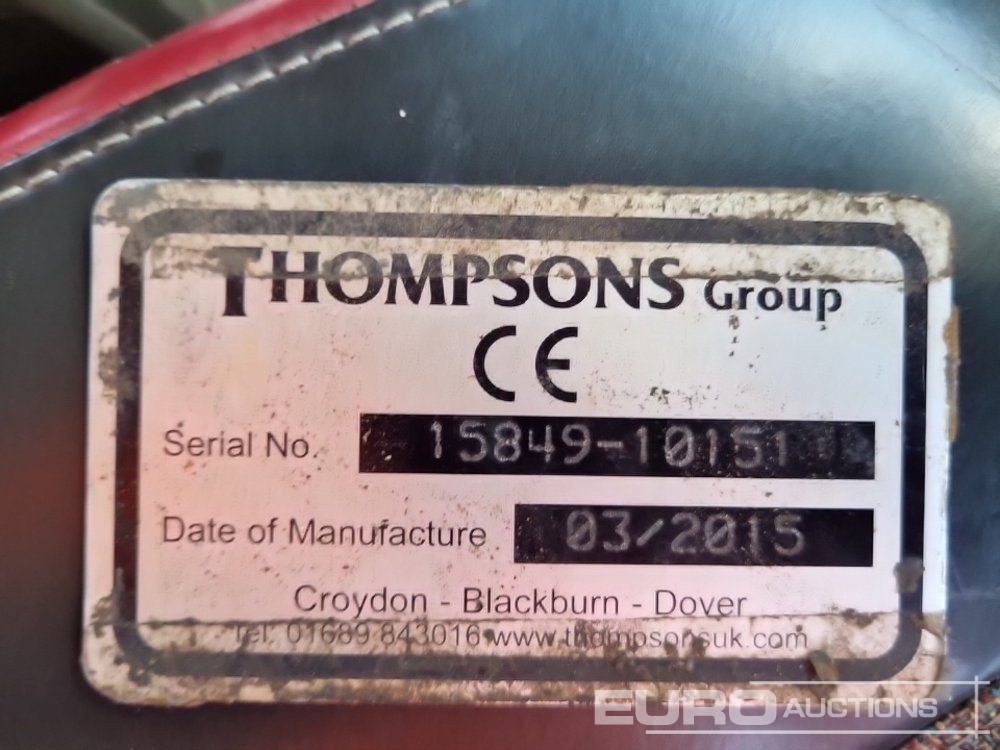 THOMPSONS Group
CE
Serial No. 15849-10151
Date of Manufacture 03/2015
Croydon - Blackburn - Dover
Tel: 01689 843016 www.thompsonsuk.com
EURO AUCTIONS